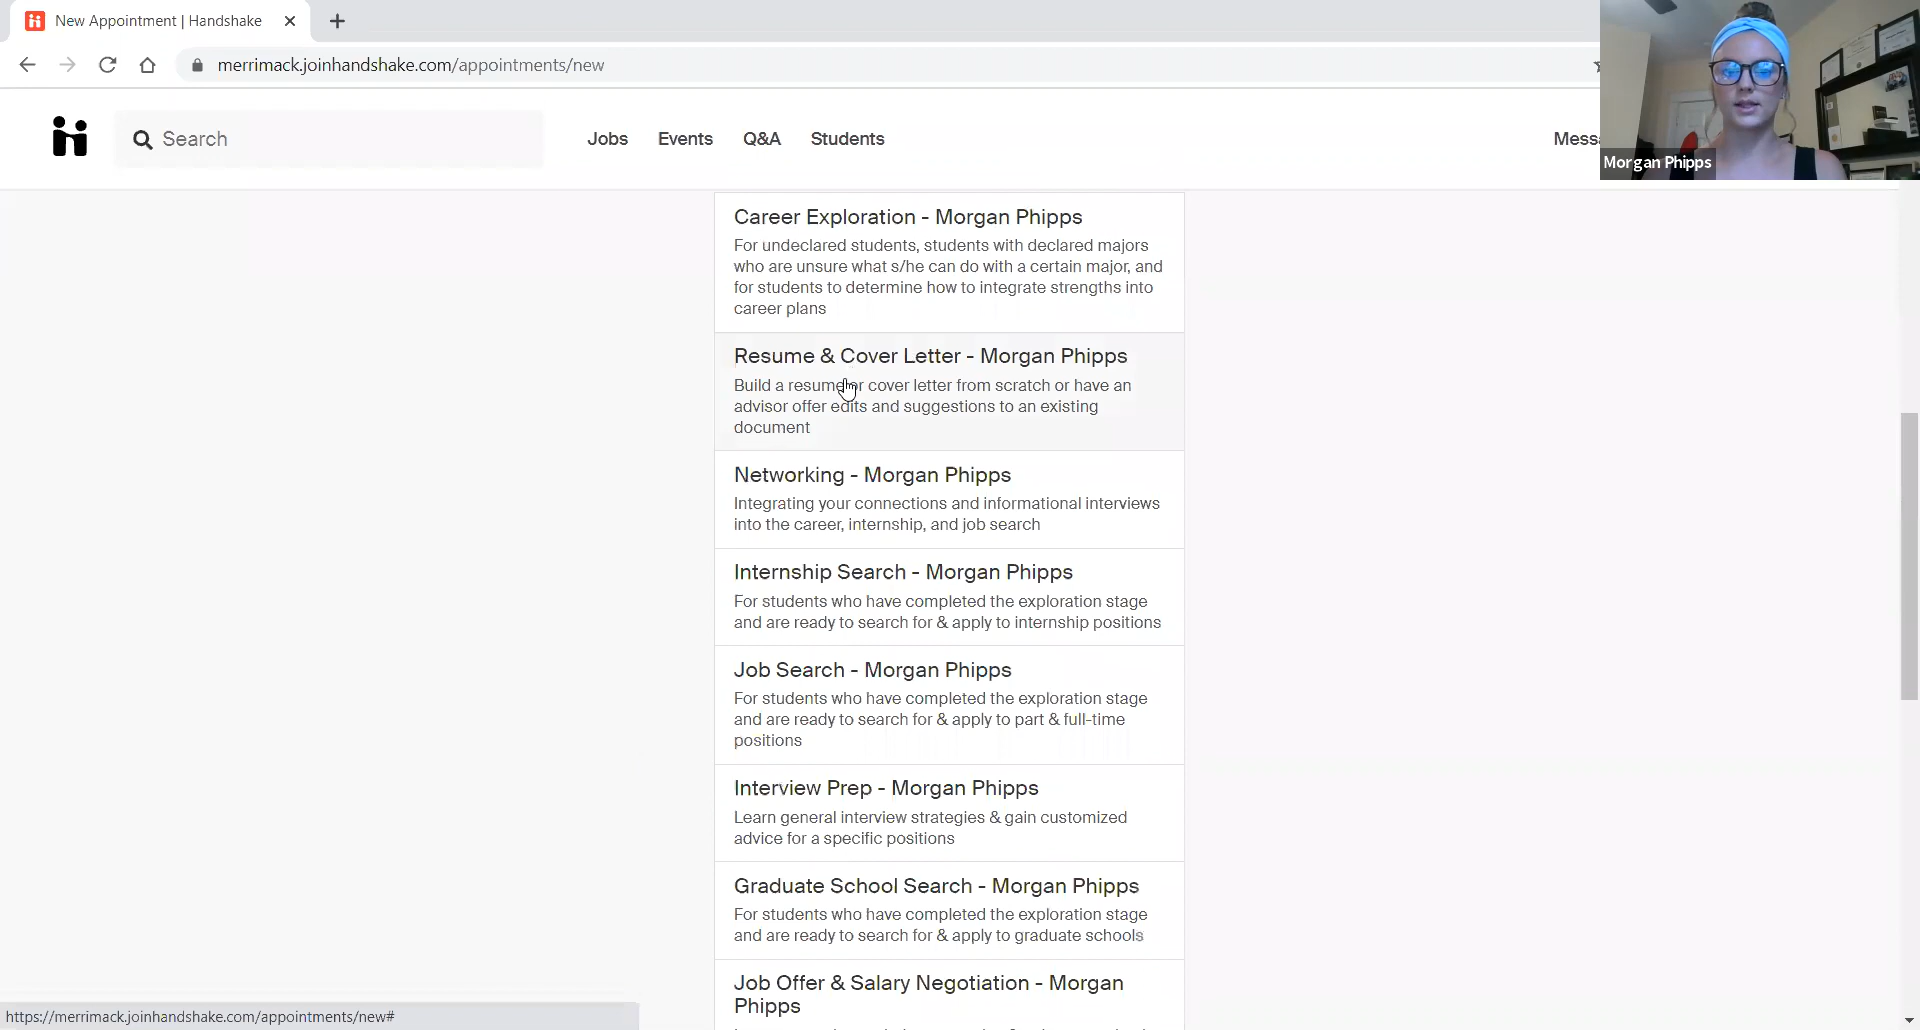 New Appointment | Handshake
merrimack.joinhandshake.com/appointments/new
Search
Jobs
Events
Q&A
Students
Morgan Phipps
Career Exploration - Morgan Phipps
For undeclared students, students with declared majors
who are unsure what s/he can do with a certain major, and
for students to determine how to integrate strengths into
career plans
Resume & Cover Letter - Morgan Phipps
Build a resume or cover letter from scratch or have an
advisor offer edits and suggestions to an existing
document
Networking - Morgan Phipps
Integrating your connections and informational interviews
into the career, internship, and job search
Internship Search - Morgan Phipps
For students who have completed the exploration stage
and are ready to search for & apply to internship positions
Job Search - Morgan Phipps
For students who have completed the exploration stage
and are ready to search for & apply to part & full-time
positions
Interview Prep - Morgan Phipps
Learn general interview strategies & gain customized
advice for a specific positions
Graduate School Search - Morgan Phipps
For students who have completed the exploration stage
and are ready to search for & apply to graduate schools
Job Offer & Salary Negotiation - Morgan
Phipps
https://merrimack.joinhandshake.com/appointments/new#